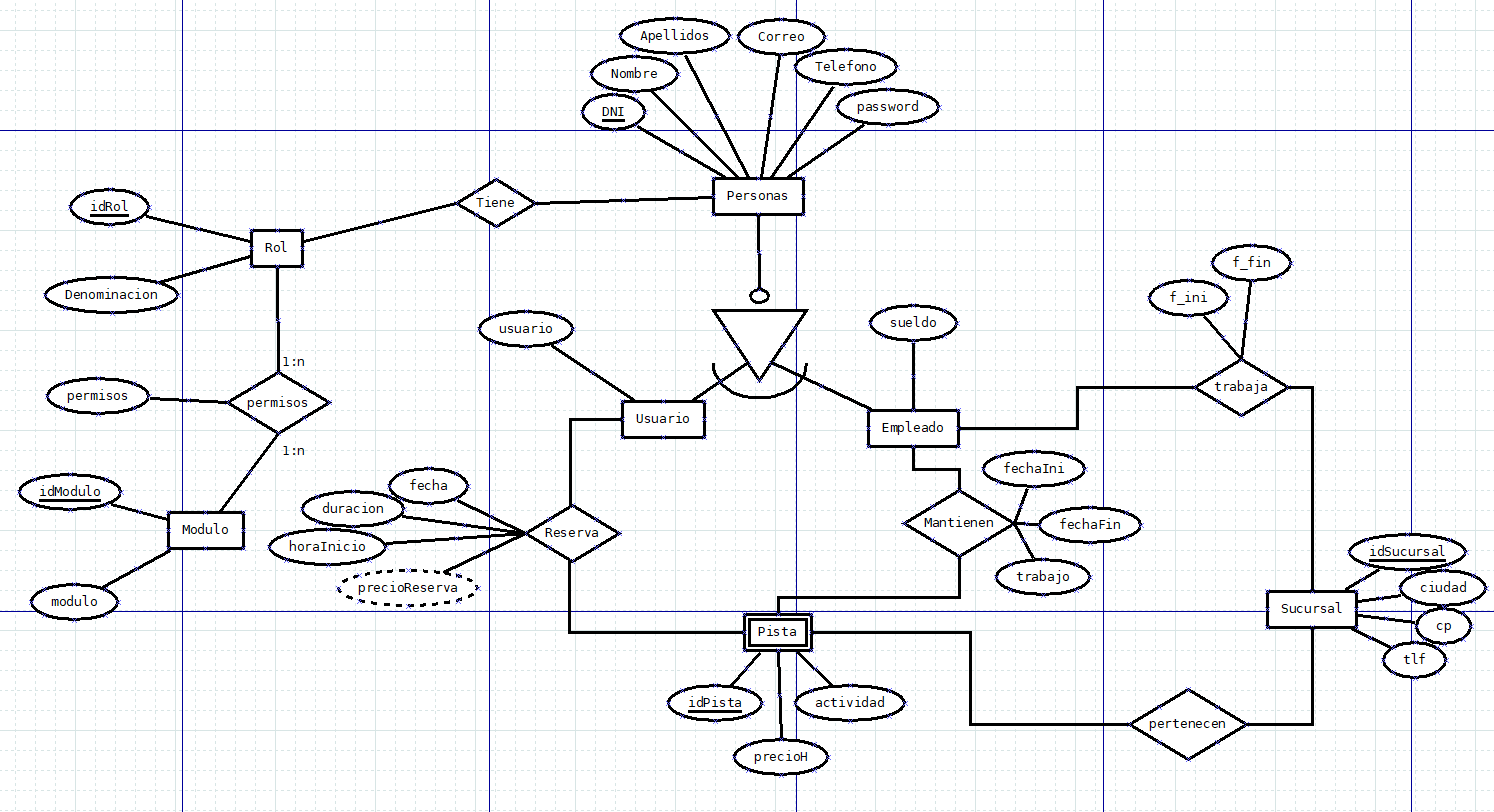 Apellidos
Correo
Nombre
Telefono
DNI
password
Personas
idRol
Tiene
Rol
Denominacion
f_fin
f_ini
usuario
sueldo
1:n
permisos
permisos
trabaja
Usuario
Empleado
1:n
idModulo
fecha
fechaIni
duracion
Mantienen
fechaFin
Modulo
Reserva
horaInicio
idSucursal
trabajo
precioReserva
ciudad
modulo
Sucursal
cp
Pista
tlf
idPista
actividad
pertenecen
precioH